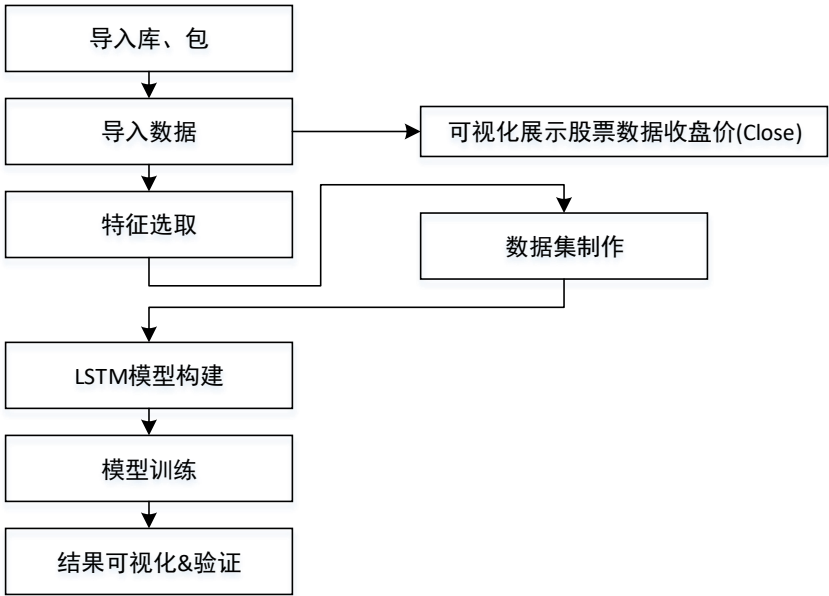 导入库、包
导入数据
可视化展示股票数据收盘价(Close)
特征选取
数据集制作
LSTM模型构建
模型训练
结果可视化&验证